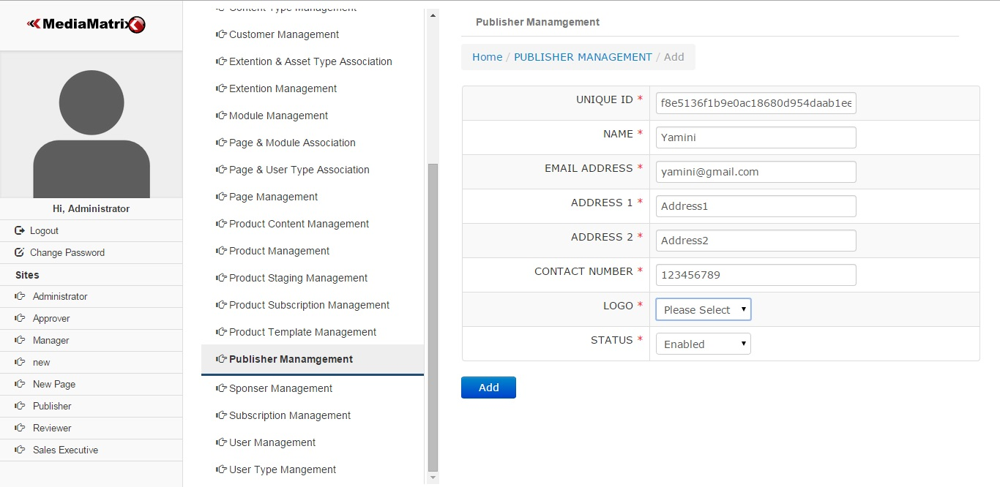 MediaMatrix
Hi, Administrator
Logout
Change Password
Sites
Administrator
Approver
Manager
new
New Page
Publisher
Reviewer
Sales Executive
Content Type Management
Customer Management
Extention & Asset Type Association
Extention Management
Module Management
Page & Module Association
Page & User Type Association
Page Management
Product Content Management
Product Management
Product Staging Management
Product Subscription Management
Product Template Management
Publisher Manamgement
Sponser Management
Subscription Management
User Management
User Type Mangement
Publisher Manamgement
Home / PUBLISHER MANAGEMENT / Add
UNIQUE ID * f8e5136f1b9e0ac18680d954daab1ee
NAME * Yamini
EMAIL ADDRESS * yamini@gmail.com
ADDRESS 1 * Address1
ADDRESS 2 * Address2
CONTACT NUMBER * 123456789
LOGO * Please Select
STATUS * Enabled
Add